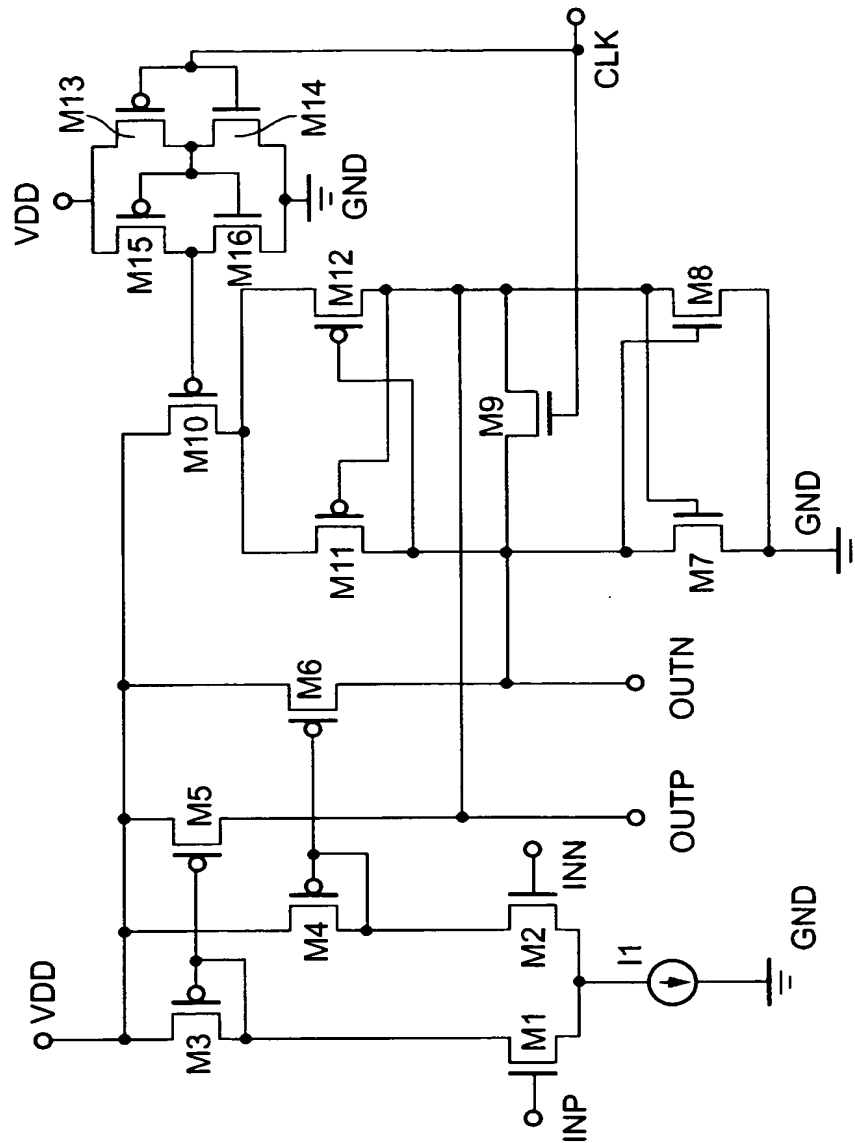 VDD
M13
M14
M15
M16
GND
CLK
VDD
M10
M12
M11
M9
M8
M7
GND
M3
M5
M4
M6
OUTN
OUTP
INN
M2
M1
INP
I1
GND